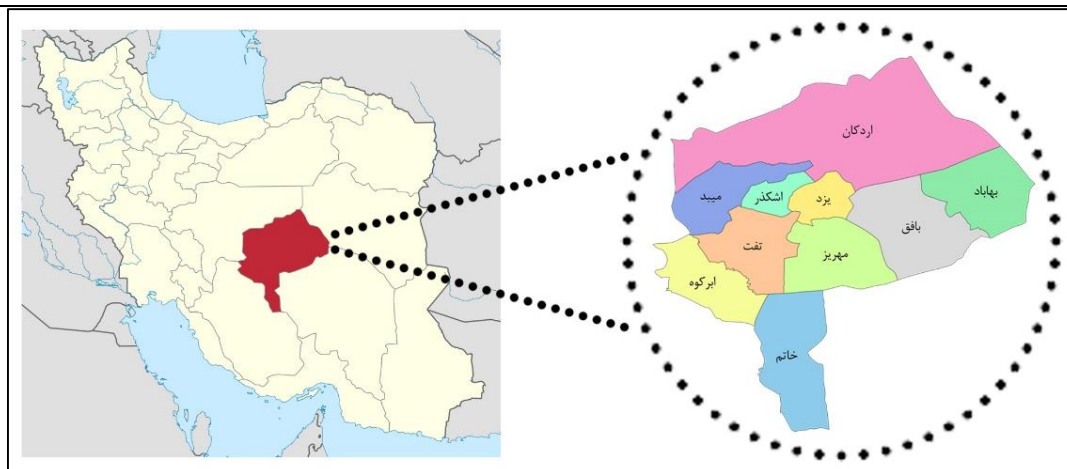 اردکان
بهاباد
میبد
اشکذر
یزد
بافق
تفت
مهریز
ابرکوه
خاتم